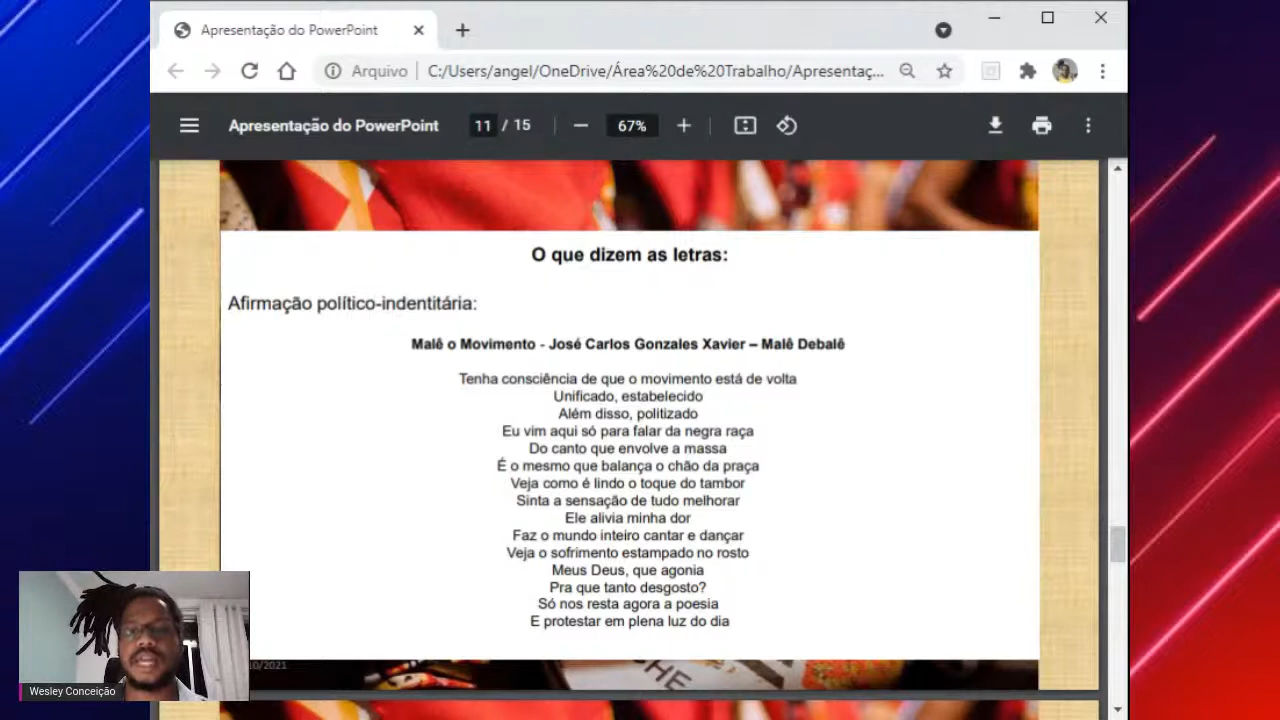 Apresentação do PowerPoint
Arquivo
C:/Users/angel/OneDrive/Área%20de%20Trabalho/Apresentaç...
Apresentação do PowerPoint
11 / 15
67%
O que dizem as letras:
Afirmação político-indentitária:
Malê o Movimento - José Carlos Gonzales Xavier – Malê Debalê
Tenha consciência de que o movimento está de volta
Unificado, estabelecido
Além disso, politizado
Eu vim aqui só para falar da negra raça
Do canto que envolve a massa
É o mesmo que balança o chão da praça
Veja como é lindo o toque do tambor
Sinta a sensação de tudo melhorar
Ele alivia minha dor
Faz o mundo inteiro cantar e dançar
Veja o sofrimento estampado no rosto
Meus Deus, que agonia
Pra que tanto desgosto?
Só nos resta agora a poesia
E protestar em plena luz do dia
10/2021
HE
Wesley Conceição